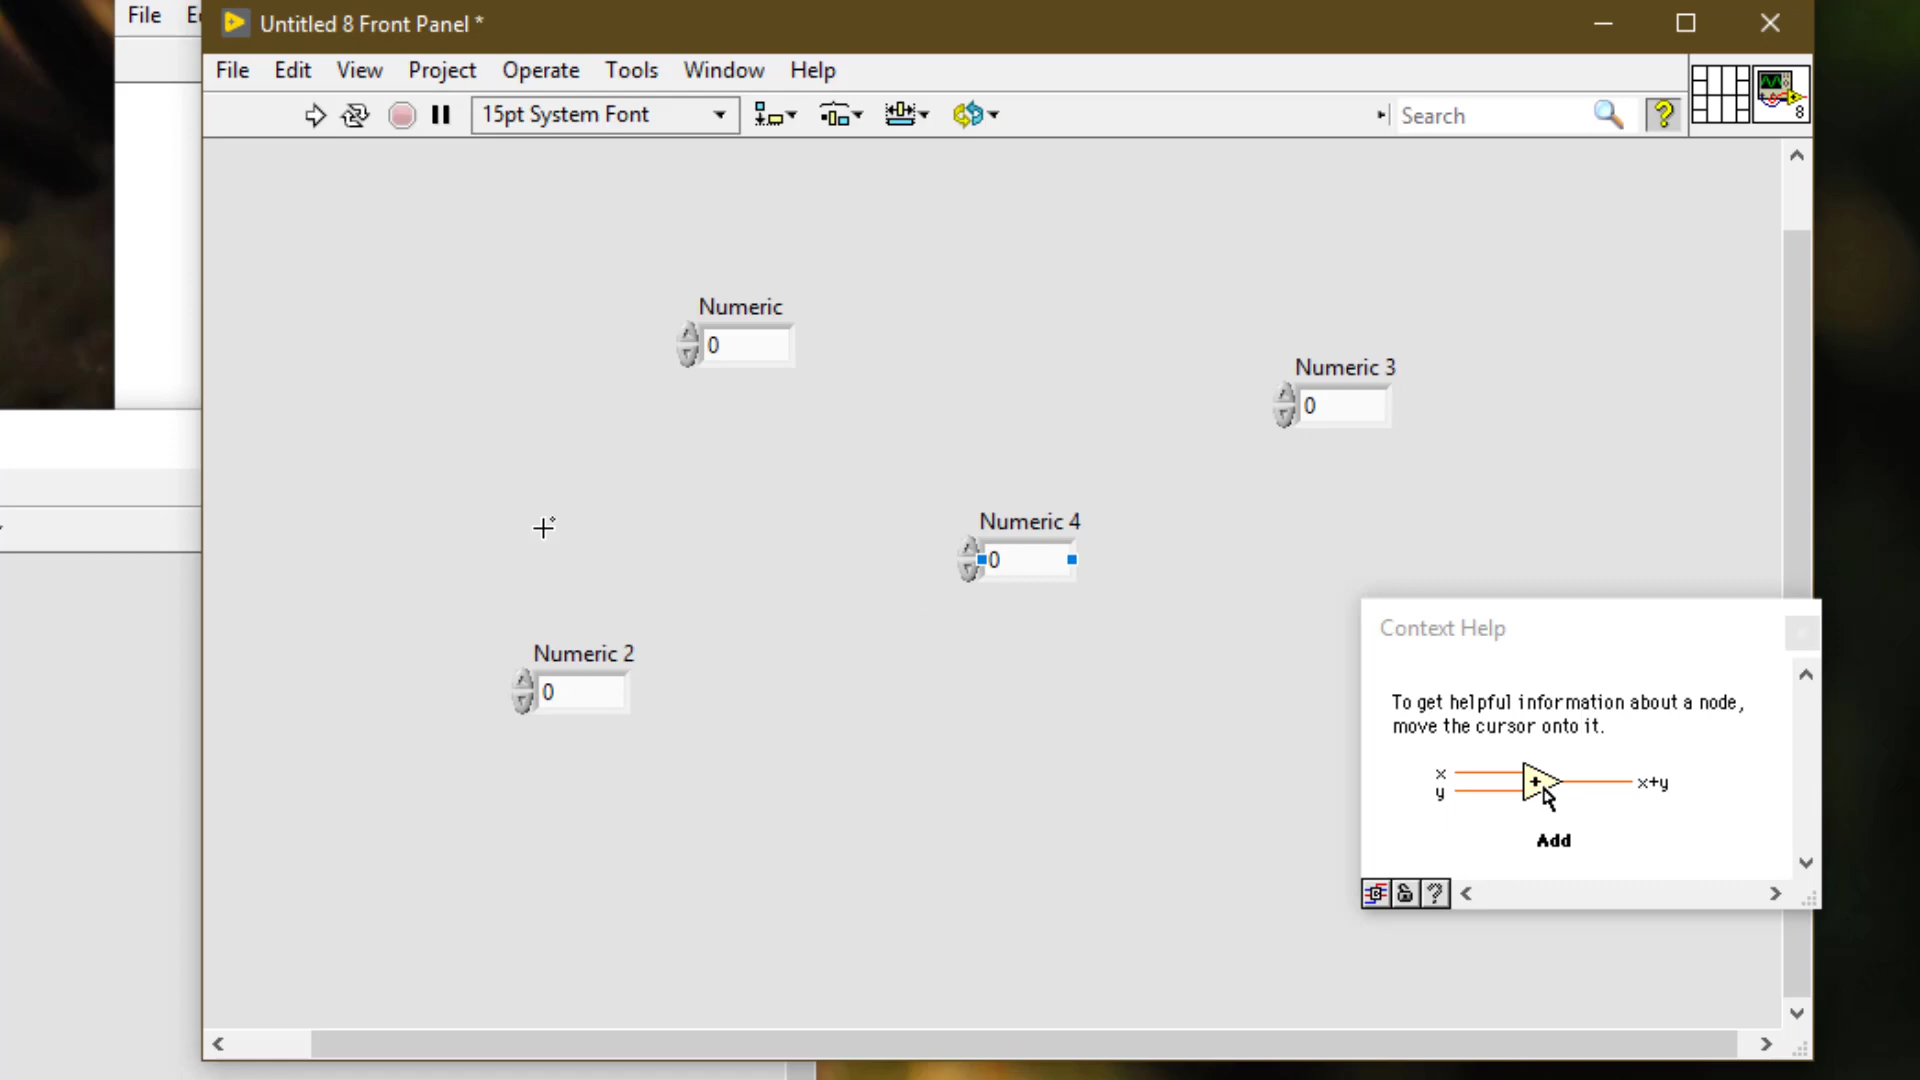 File
Untitled 8 Front Panel *
File Edit View Project Operate Tools Window Help
15pt System Font
Search
?
8
Numeric
0
Numeric 3
0
Numeric 4
0
Numeric 2
0
Context Help
To get helpful information about a node,
move the cursor onto it.
x
y
+
x+y
Add
?